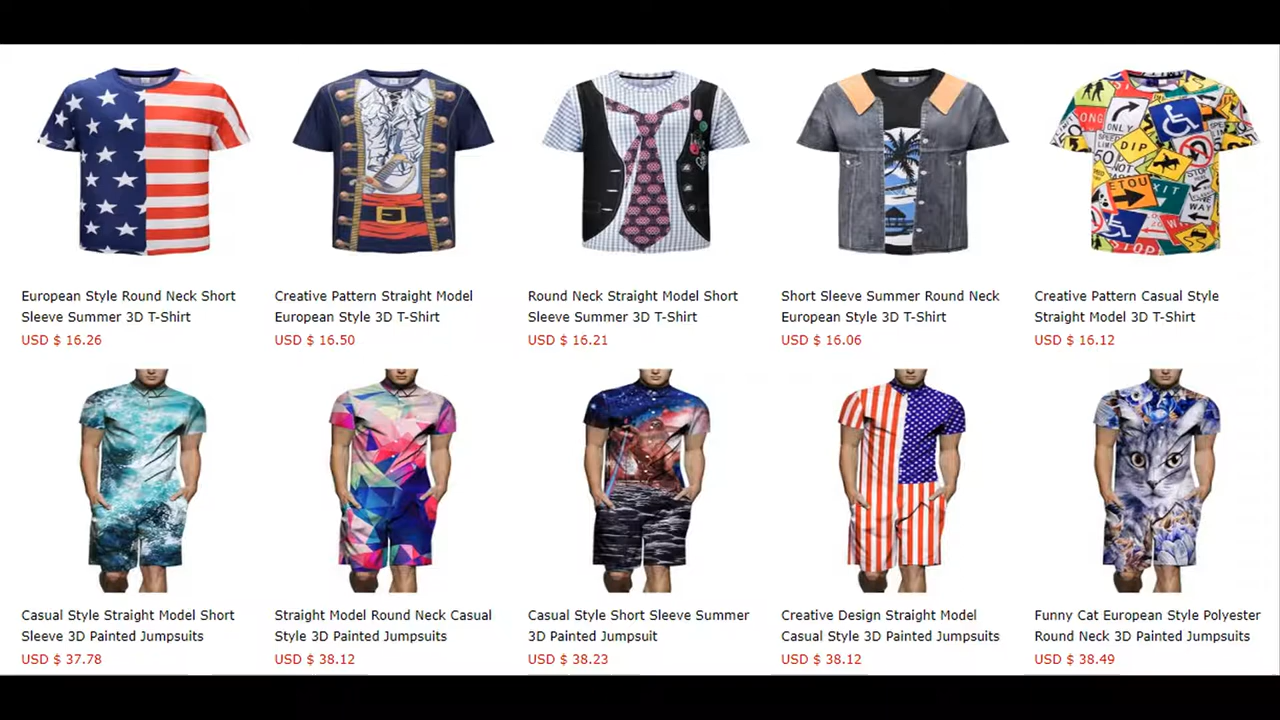 European Style Round Neck Short
Sleeve Summer 3D T-Shirt
USD $ 16.26
Creative Pattern Straight Model
European Style 3D T-Shirt
USD $ 16.50
Round Neck Straight Model Short
Sleeve Summer 3D T-Shirt
USD $ 16.21
Short Sleeve Summer Round Neck
European Style 3D T-Shirt
USD $ 16.06
ONLY
DIP
EXIT
WAY
STOP
Creative Pattern Casual Style
Straight Model 3D T-Shirt
USD $ 16.12
Casual Style Straight Model Short
Sleeve 3D Painted Jumpsuits
USD $ 37.78
Straight Model Round Neck Casual
Style 3D Painted Jumpsuits
USD $ 38.12
Casual Style Short Sleeve Summer
3D Painted Jumpsuit
USD $ 38.23
Creative Design Straight Model
Casual Style 3D Painted Jumpsuits
USD $ 38.12
Funny Cat European Style Polyester
Round Neck 3D Painted Jumpsuits
USD $ 38.49